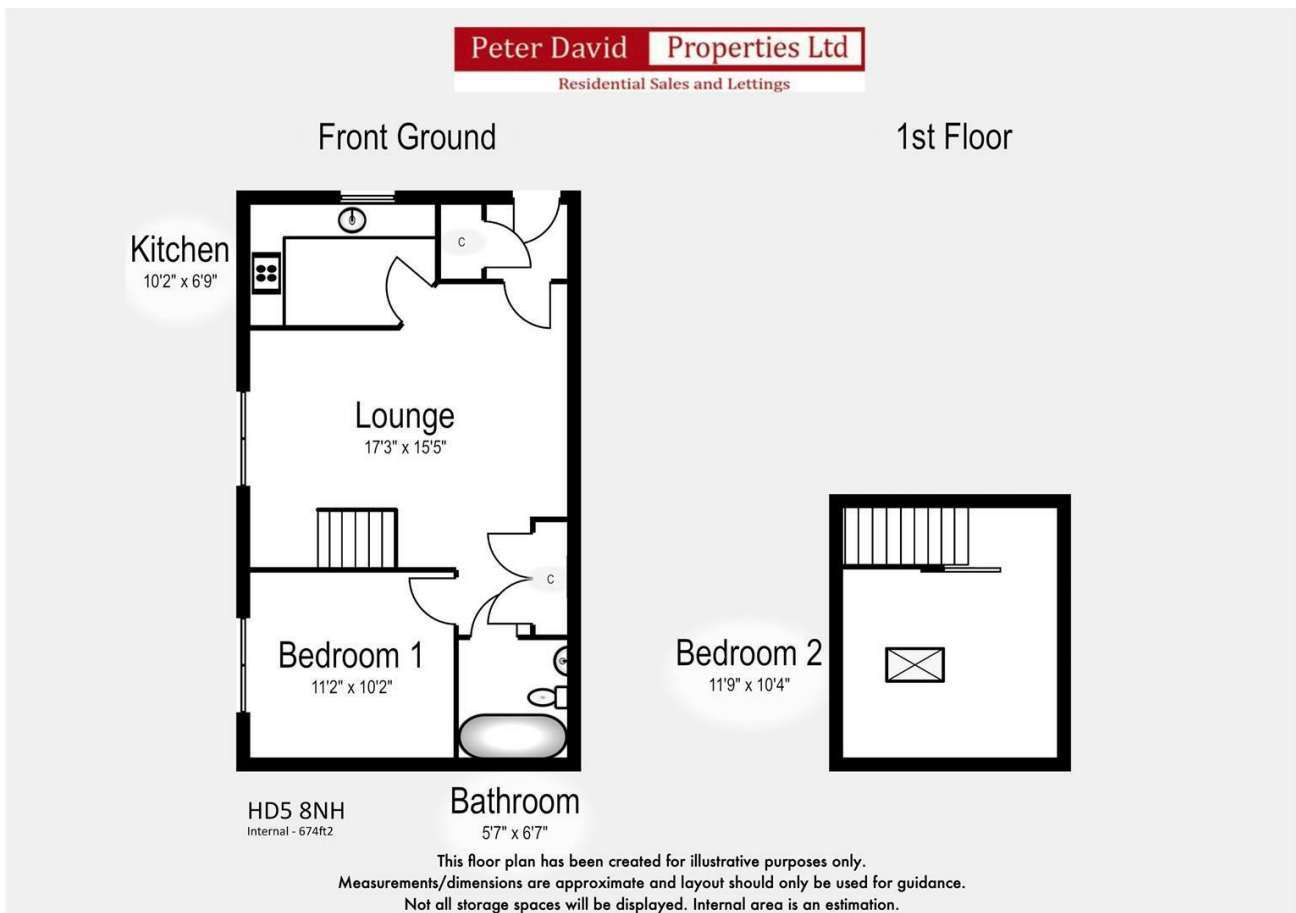 Peter David Properties Ltd
Residential Sales and Lettings
Front Ground
1st Floor
Kitchen
10'2" x 6'9"
C
Lounge
17'3" x 15'5"
C
Bedroom 1
11'2" x 10'2"
Bedroom 2
11'9" x 10'4"
Bathroom
5'7" x 6'7"
HD5 8NH
Internal - 674ft2
This floor plan has been created for illustrative purposes only.
Measurements/dimensions are approximate and layout should only be used for guidance.
Not all storage spaces will be displayed. Internal area is an estimation.